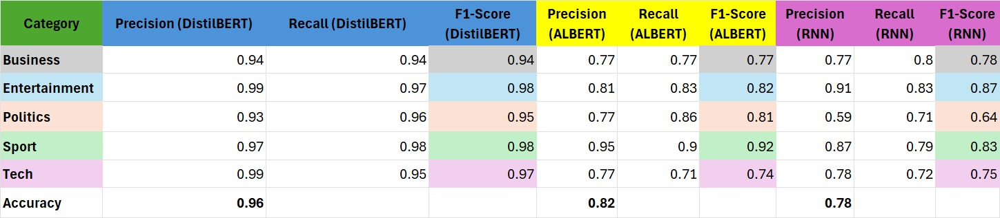 Category Precision (DistilBERT) Recall (DistilBERT) F1-Score (DistilBERT) Precision (ALBERT) Recall (ALBERT) F1-Score (ALBERT) Precision (RNN) Recall (RNN) F1-Score (RNN)
Business 0.94 0.94 0.94 0.77 0.77 0.77 0.77 0.8 0.78
Entertainment 0.99 0.97 0.98 0.81 0.83 0.82 0.91 0.83 0.87
Politics 0.93 0.96 0.95 0.77 0.86 0.81 0.59 0.71 0.64
Sport 0.97 0.98 0.98 0.95 0.9 0.92 0.87 0.79 0.83
Tech 0.99 0.95 0.97 0.77 0.71 0.74 0.78 0.72 0.75
Accuracy 0.96 0.82 0.78